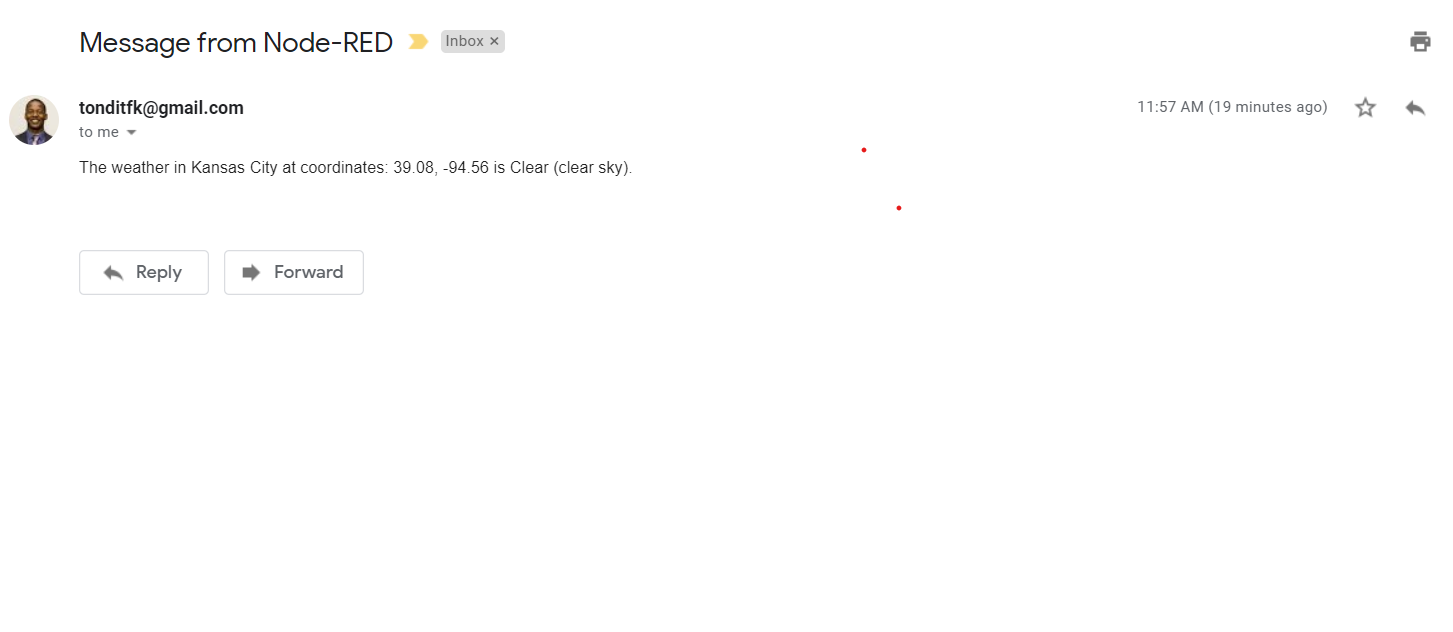 Message from Node-RED Inbox ×
tonditfk@gmail.com 11:57 AM (19 minutes ago)
to me
The weather in Kansas City at coordinates: 39.08, -94.56 is Clear (clear sky).
Reply Forward